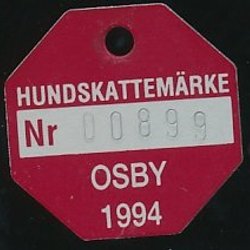 HUNDSKATTEMÄRKE
Nr 00899
OSBY
1994